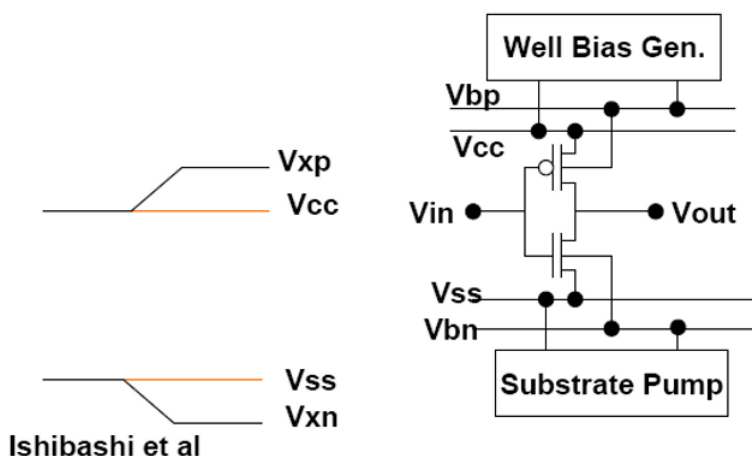 Well Bias Gen.
Vbp
Vcc
Vxp
Vcc
Vin
Vout
Vss
Vbn
Vss
Vxn
Substrate Pump
Ishibashi et al